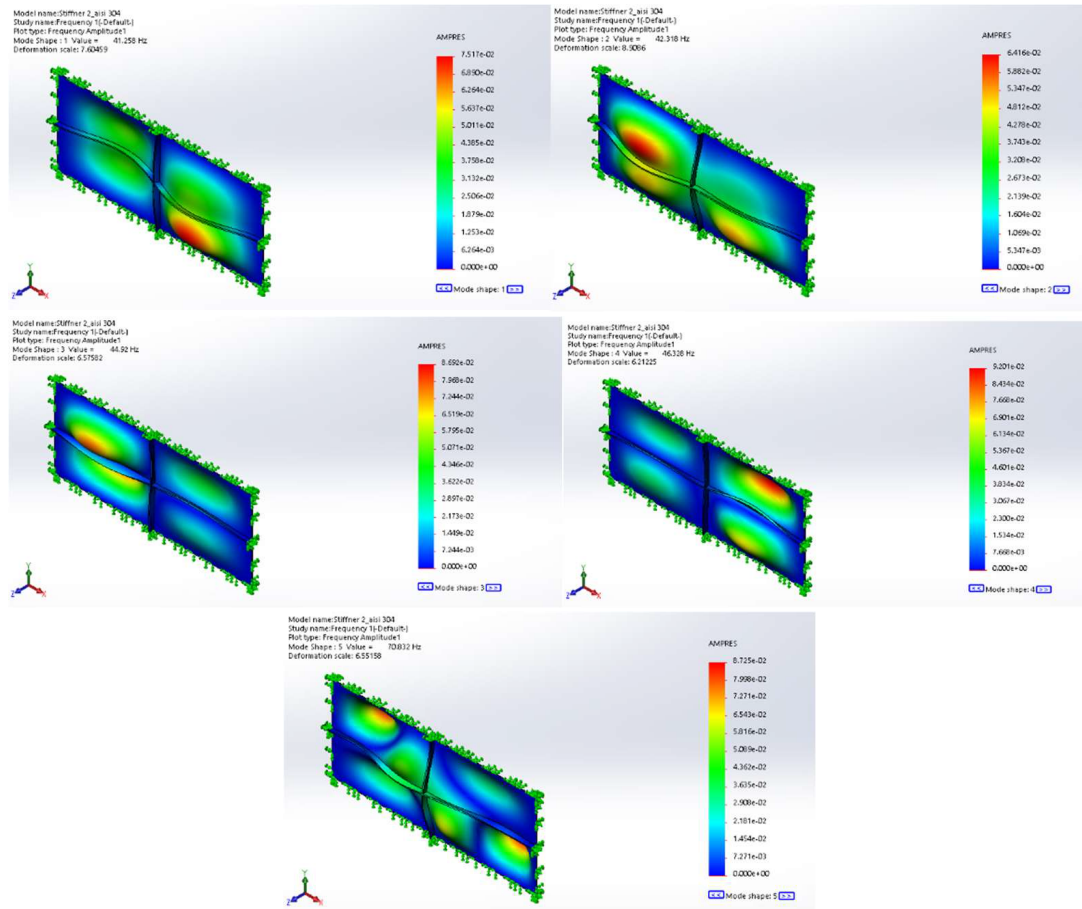 Model name:Stiffner 2_aisi 304
Study name:Frequency 1(-Default-)
Plot type: Frequency Amplitude1
Mode Shape : 1 Value = 41.258 Hz
Deformation scale: 7.60459
AMPRES
7.517e-02
6.890e-02
6.264e-02
5.637e-02
5.011e-02
4.385e-02
3.758e-02
3.132e-02
2.506e-02
1.879e-02
1.253e-02
6.264e-03
0.000e+00
<< Mode shape: 1 >>
Y
Z
X
Model name:Stiffner 2_aisi 304
Study name:Frequency 1(-Default-)
Plot type: Frequency Amplitude1
Mode Shape : 2 Value = 42.318 Hz
Deformation scale: 8.5086
AMPRES
6.416e-02
5.882e-02
5.347e-02
4.812e-02
4.278e-02
3.743e-02
3.208e-02
2.673e-02
2.139e-02
1.604e-02
1.069e-02
5.347e-03
0.000e+00
<< Mode shape: 2 >>
Y
Z
X
Model name:Stiffner 2_aisi 304
Study name:Frequency 1(-Default-)
Plot type: Frequency Amplitude1
Mode Shape : 3 Value = 44.92 Hz
Deformation scale: 6.57582
AMPRES
8.692e-02
7.968e-02
7.244e-02
6.519e-02
5.795e-02
5.071e-02
4.346e-02
3.622e-02
2.897e-02
2.173e-02
1.449e-02
7.244e-03
0.000e+00
<< Mode shape: 3 >>
Y
Z
X
Model name:Stiffner 2_aisi 304
Study name:Frequency 1(-Default-)
Plot type: Frequency Amplitude1
Mode Shape : 4 Value = 46.328 Hz
Deformation scale: 6.21225
AMPRES
9.201e-02
8.434e-02
7.668e-02
6.901e-02
6.134e-02
5.367e-02
4.601e-02
3.834e-02
3.067e-02
2.300e-02
1.534e-02
7.668e-03
0.000e+00
<< Mode shape: 4 >>
Y
Z
X
Model name:Stiffner 2_aisi 304
Study name:Frequency 1(-Default-)
Plot type: Frequency Amplitude1
Mode Shape : 5 Value = 70.832 Hz
Deformation scale: 6.55158
AMPRES
8.725e-02
7.998e-02
7.271e-02
6.543e-02
5.816e-02
5.089e-02
4.362e-02
3.635e-02
2.908e-02
2.181e-02
1.454e-02
7.271e-03
0.000e+00
<< Mode shape: 5 >>
Y
Z
X